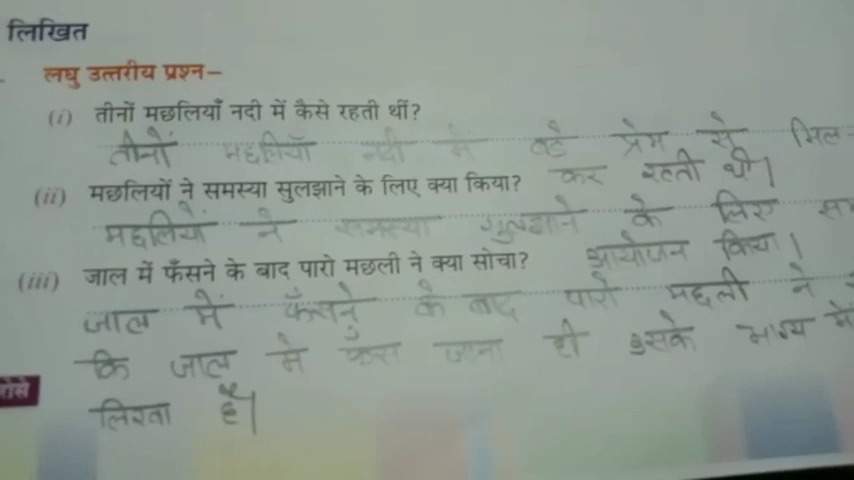 लिखित
लघु उत्तरीय प्रश्न–
(i) तीनों मछलियाँ नदी में कैसे रहती थीं?
तीनों मछलियाँ नदी में बडे प्रेम से मिल-
कर रहती थी।
(ii) मछलियों ने समस्या सुलझाने के लिए क्या किया?
मछलियों ने समस्या सुलझाने के लिए
आयोजन किया।
(iii) जाल में फँसने के बाद पारो मछली ने क्या सोचा?
जाल में फँसने के बाद पारो मछली ने
कि जाल मे फँस जाना ही उसके भाग्य में
लिखा है।